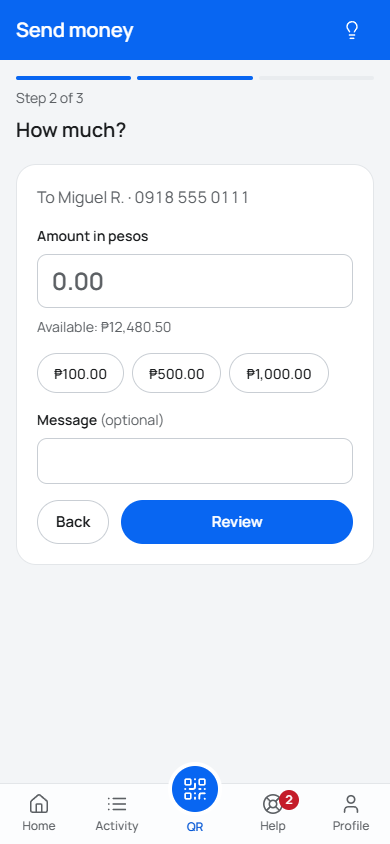 Send money
Step 2 of 3
How much?
To Miguel R. · 0918 555 0111
Amount in pesos
0.00
Available: ₱12,480.50
₱100.00 ₱500.00 ₱1,000.00
Message (optional)
Back Review
2
Home Activity QR Help Profile